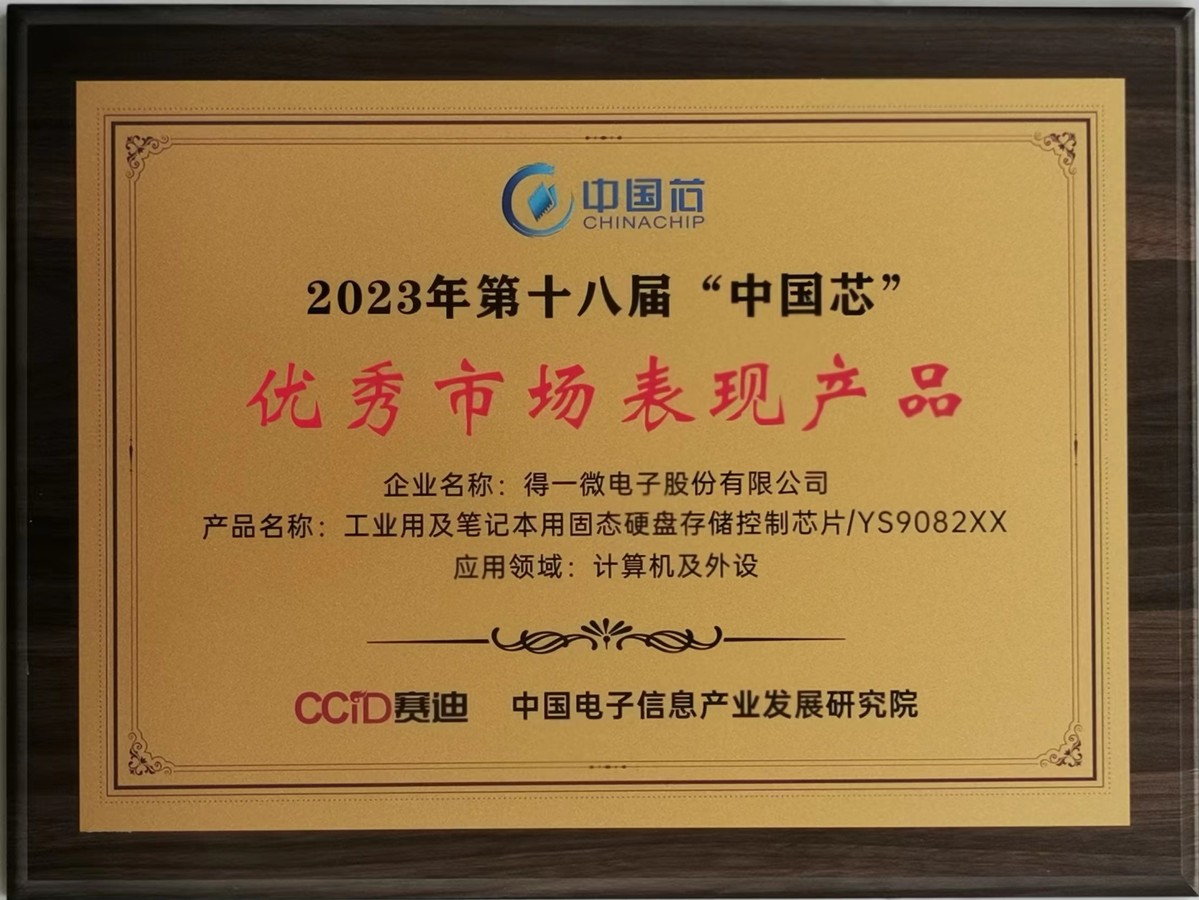 中国芯
CHINACHIP
2023年第十八届“中国芯”
优秀市场表现产品
企业名称：得一微电子股份有限公司
产品名称：工业用及笔记本用固态硬盘存储控制芯片/YS9082XX
应用领域：计算机及外设
CCiD赛迪 中国电子信息产业发展研究院